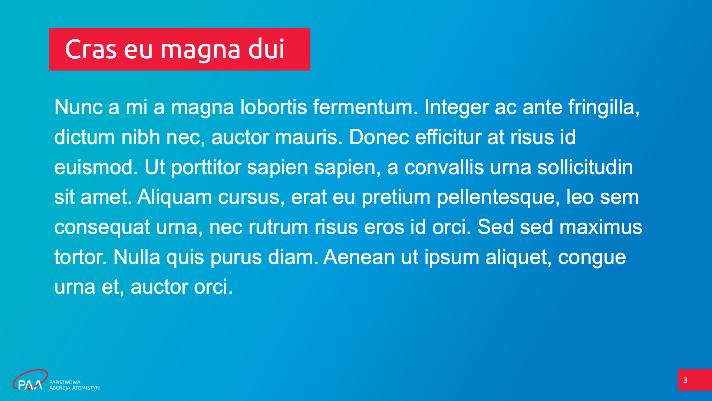 Cras eu magna dui
Nunc a mi a magna lobortis fermentum. Integer ac ante fringilla,
dictum nibh nec, auctor mauris. Donec efficitur at risus id
euismod. Ut porttitor sapien sapien, a convallis urna sollicitudin
sit amet. Aliquam cursus, erat eu pretium pellentesque, leo sem
consequat urna, nec rutrum risus eros id orci. Sed sed maximus
tortor. Nulla quis purus diam. Aenean ut ipsum aliquet, congue
urna et, auctor orci.
PAA
PAŃSTWOWA
AGENCJA ATOMISTYKI
3